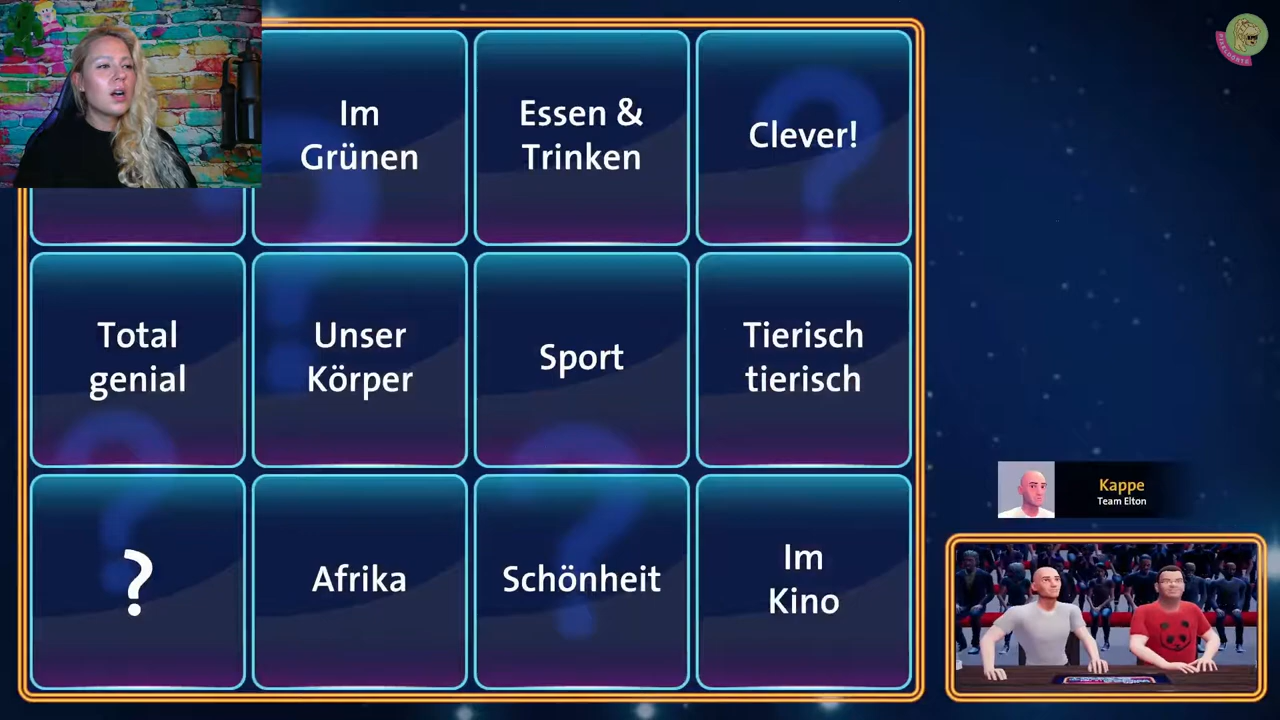 Im
Grünen
Essen &
Trinken
Clever!
Total
genial
Unser
Körper
Sport
Tierisch
tierisch
?
Afrika
Schönheit
Im
Kino
Kappe
Team Elton